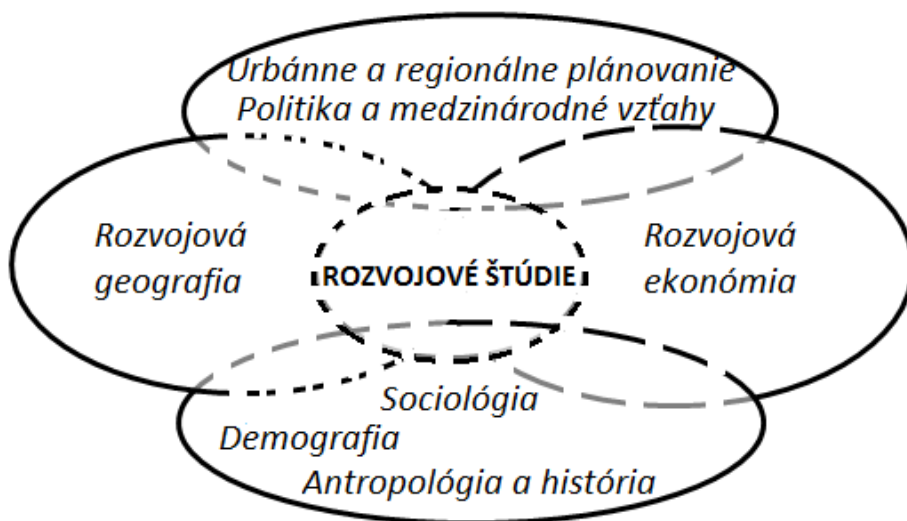 Urbánne a regionálne plánovanie
Politika a medzinárodné vzťahy
Rozvojová
geografia
ROZVOJOVÉ ŠTÚDIE
Rozvojová
ekonómia
Sociológia
Demografia
Antropológia a história